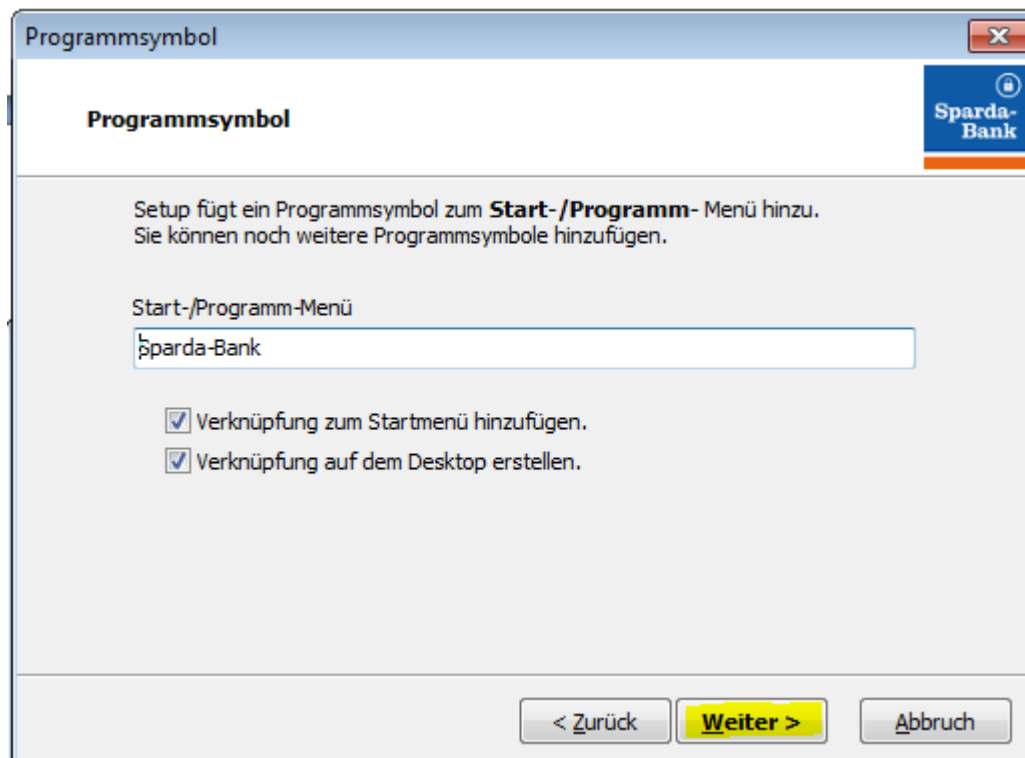 Programmsymbol
Programmsymbol
Sparda-
Bank
Setup fügt ein Programmsymbol zum Start-/Programm- Menü hinzu.
Sie können noch weitere Programmsymbole hinzufügen.
Start-/Programm-Menü
Sparda-Bank
Verknüpfung zum Startmenü hinzufügen.
Verknüpfung auf dem Desktop erstellen.
< Zurück
Weiter >
Abbruch